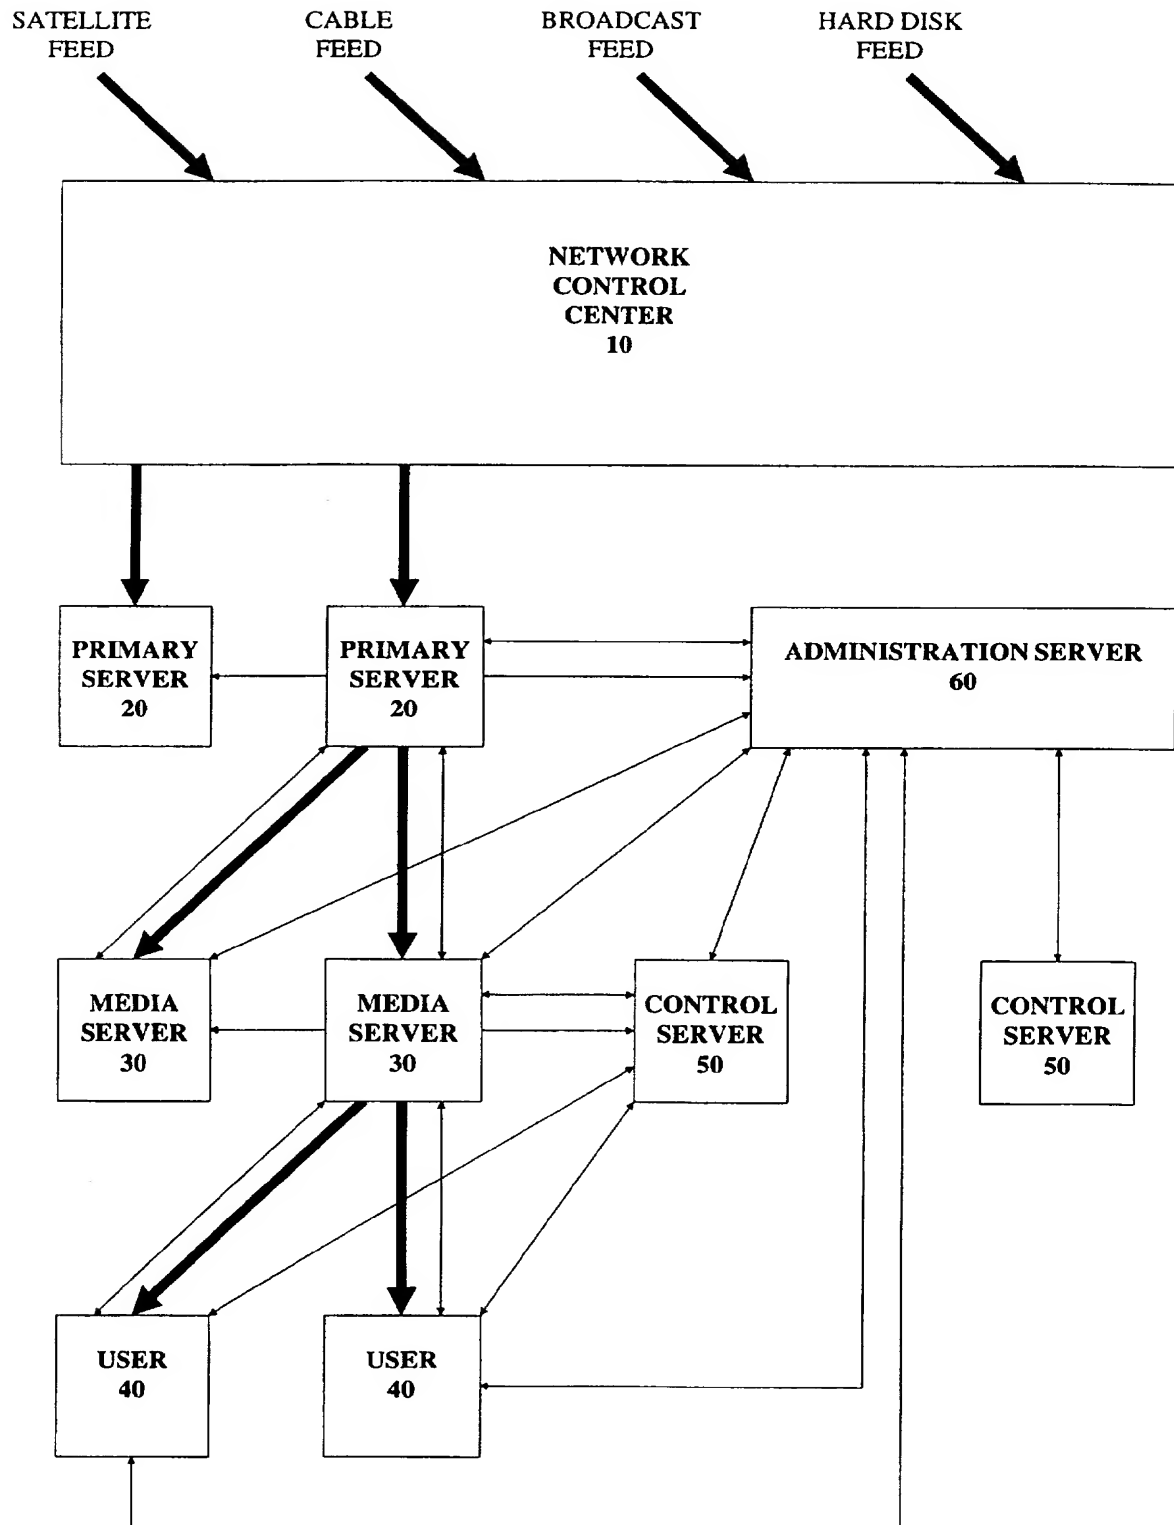 SATELLITE
FEED
CABLE
FEED
BROADCAST
FEED
HARD DISK
FEED
NETWORK
CONTROL
CENTER
10
PRIMARY
SERVER
20
PRIMARY
SERVER
20
ADMINISTRATION SERVER
60
MEDIA
SERVER
30
MEDIA
SERVER
30
CONTROL
SERVER
50
CONTROL
SERVER
50
USER
40
USER
40